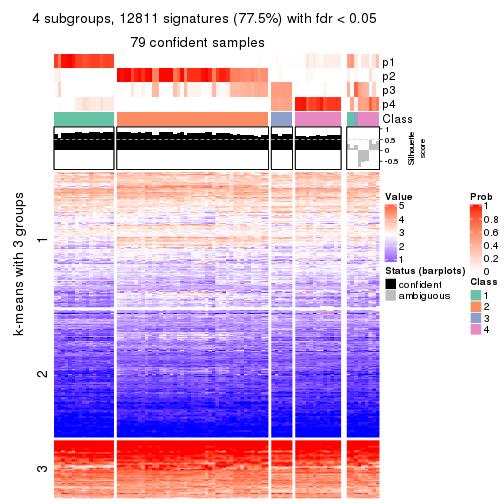 4 subgroups, 12811 signatures (77.5%) with fdr < 0.05
79 confident samples
p1
p2
p3
p4
Class
1
0.5
0
-0.5
Silhouette
score
k-means with 3 groups
1
2
3
Value
5
4
3
2
1
Status (barplots)
confident
ambiguous
Prob
1
0.8
0.6
0.4
0.2
0
Class
1
2
3
4